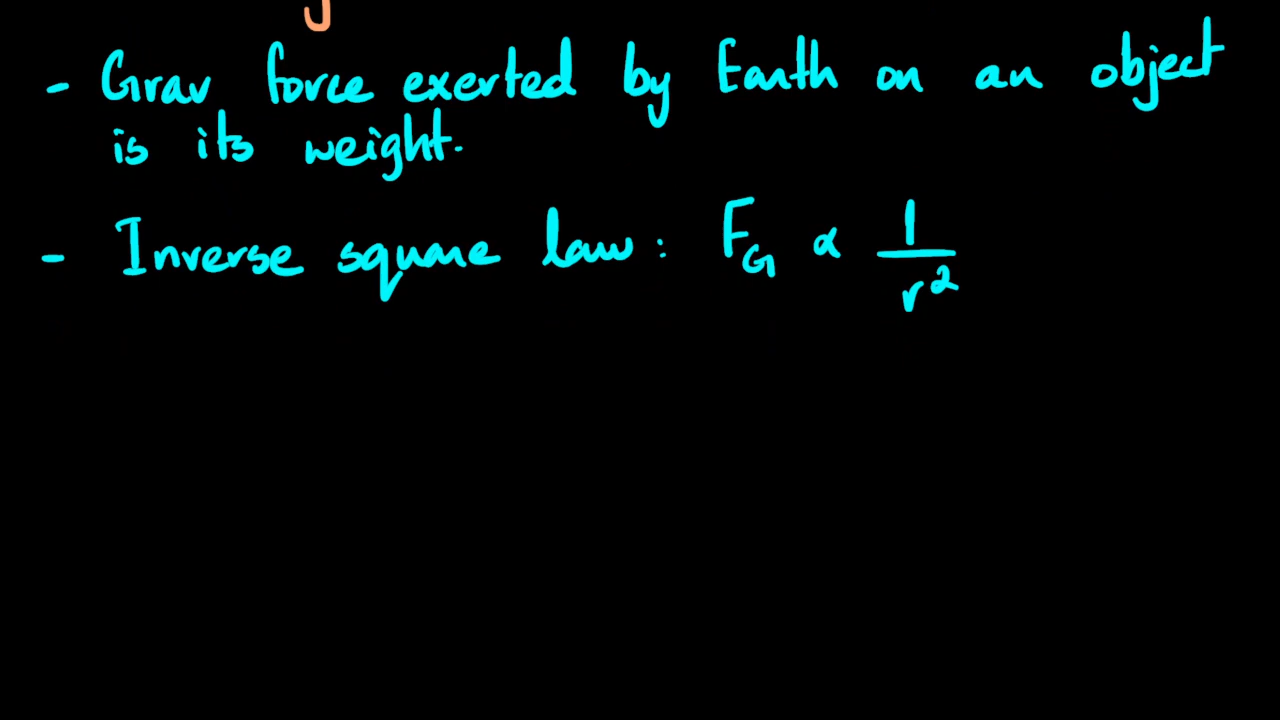 - Grav force exerted by Earth on an object
is its weight.
- Inverse square law: F_G ∝ 1/r²